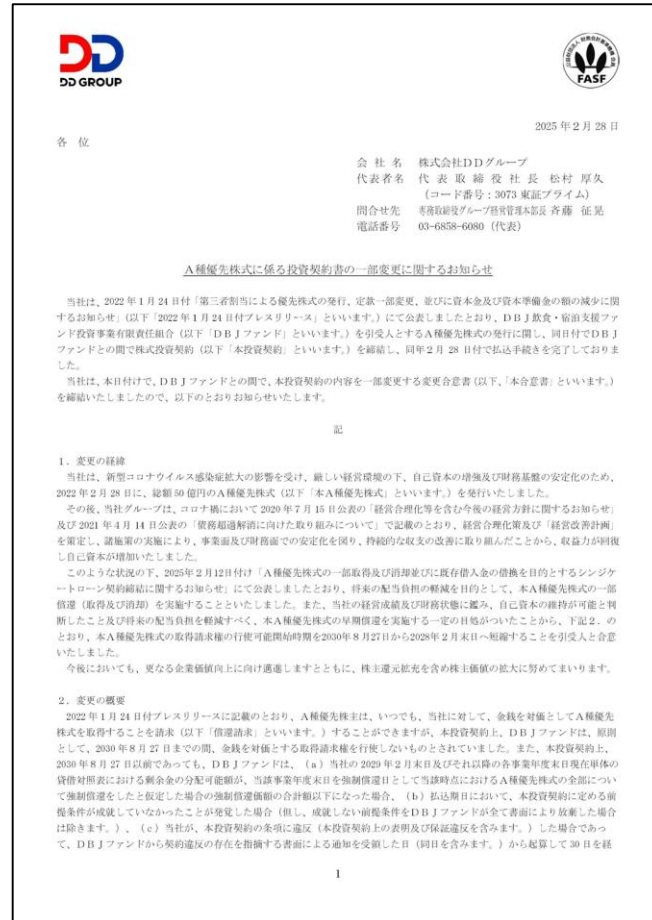 DD GROUP
公益財団法人 財務会計基準機構会員
FASF
2025年2月28日
各 位
会 社 名 株式会社DDグループ
代表者名 代 表 取 締 役 社 長 松村 厚久
(コード番号:3073 東証プライム)
問合せ先 専務取締役グループ経営管理本部長 斉藤 征晃
電話番号 03-6858-6080(代表)
A種優先株式に係る投資契約書の一部変更に関するお知らせ
当社は、2022年1月24日付「第三者割当による優先株式の発行、定款一部変更、並びに資本金及び資本準備金の額の減少に関
するお知らせ」(以下「2022年1月24日付プレスリリース」といいます。)にて公表しましたとおり、DBJ飲食・宿泊支援ファ
ンド投資事業有限責任組合(以下「DBJファンド」といいます。)を引受人とするA種優先株式の発行に関し、同日付でDBJ
ファンドとの間で株式投資契約(以下「本投資契約」といいます。)を締結し、同年2月28日付で払込手続きを完了しておりま
した。
当社は、本日付けで、DBJファンドとの間で、本投資契約の内容を一部変更する変更合意書(以下、「本合意書」といいます。)
を締結いたしましたので、以下のとおりお知らせいたします。
記
1.変更の経緯
当社は、新型コロナウイルス感染症拡大の影響を受け、厳しい経営環境の下、自己資本の増強及び財務基盤の安定化のため、
2022年2月28日に、総額50億円のA種優先株式(以下「本A種優先株式」といいます。)を発行いたしました。
その後、当社グループは、コロナ禍において2020年7月15日公表の「経営合理化等を含む今後の経営方針に関するお知らせ」
及び2021年4月14日公表の「債務超過解消に向けた取り組みについて」で記載のとおり、経営合理化策及び「経営改善計画」
を策定し、諸施策の実施により、事業面及び財務面での安定化を図り、持続的な収支の改善に取り組んだことから、収益力が回復
し自己資本が増加いたしました。
このような状況の下、2025年2月12日付け「A種優先株式の一部取得及び消却並びに既存借入金の借換を目的とするシンジケ
ートローン契約締結に関するお知らせ」にて公表しましたとおり、将来の配当負担の軽減を目的として、本A種優先株式の一部
償還(取得及び消却)を実施することといたしました。また、当社の経営成績及び財務状態に鑑み、自己資本の維持が可能と判
断したこと及び将来の配当負担を軽減すべく、本A種優先株式の早期償還を実施する一定の目処がついたことから、下記2.の
とおり、本A種優先株式の取得請求権の行使可能開始時期を2030年8月27日から2028年2月末日へ短縮することを引受人と合意
いたしました。
今後においても、更なる企業価値向上に向け邁進しますとともに、株主還元拡充を含め株主価値の拡大に努めてまいります。
2.変更の概要
2022年1月24日付プレスリリースに記載のとおり、A種優先株主は、いつでも、当社に対して、金銭を対価としてA種優先株
式を取得することを請求(以下「償還請求」といいます。)することができますが、本投資契約上、DBJファンドは、原則
として、2030年8月27日までの間、金銭を対価とする取得請求権を行使しないものとされていました。また、本投資契約上、
2030年8月27日以前であっても、DBJファンドは、(a)当社の2029年2月末日及びそれ以降の各事業年度末日現在単体の
貸借対照表における剰余金の分配可能額が、当該事業年度末日を強制償還日として当該時点におけるA種優先株式の全部につい
て強制償還をしたと仮定した場合の強制償還価額の合計額以下になった場合、(b)払込期日において、本投資契約に定める前
提条件が成就していなかったことが発覚した場合(但し、成就しない前提条件をDBJファンドが全て書面により放棄した場合
は除きます。)、(c)当社が、本投資契約の条項に違反(本投資契約上の表明及び保証違反を含みます。)した場合であっ
て、DBJファンドから契約違反の存在を指摘する書面による通知を受領した日(同日を含みます。)から起算して30日を経
1